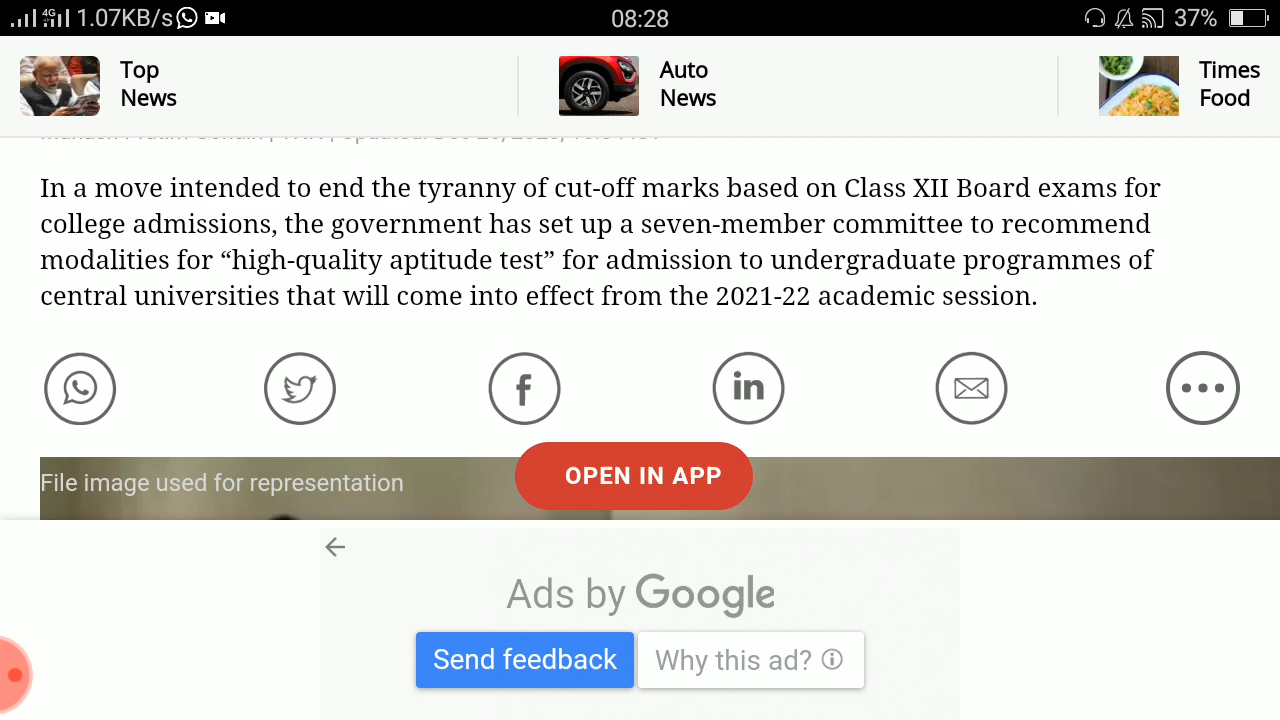 4G 1.07KB/s 08:28 37%
Top
News
Auto
News
Times
Food
In a move intended to end the tyranny of cut-off marks based on Class XII Board exams for
college admissions, the government has set up a seven-member committee to recommend
modalities for “high-quality aptitude test” for admission to undergraduate programmes of
central universities that will come into effect from the 2021-22 academic session.
f in
File image used for representation
OPEN IN APP
Ads by Google
Send feedback
Why this ad?